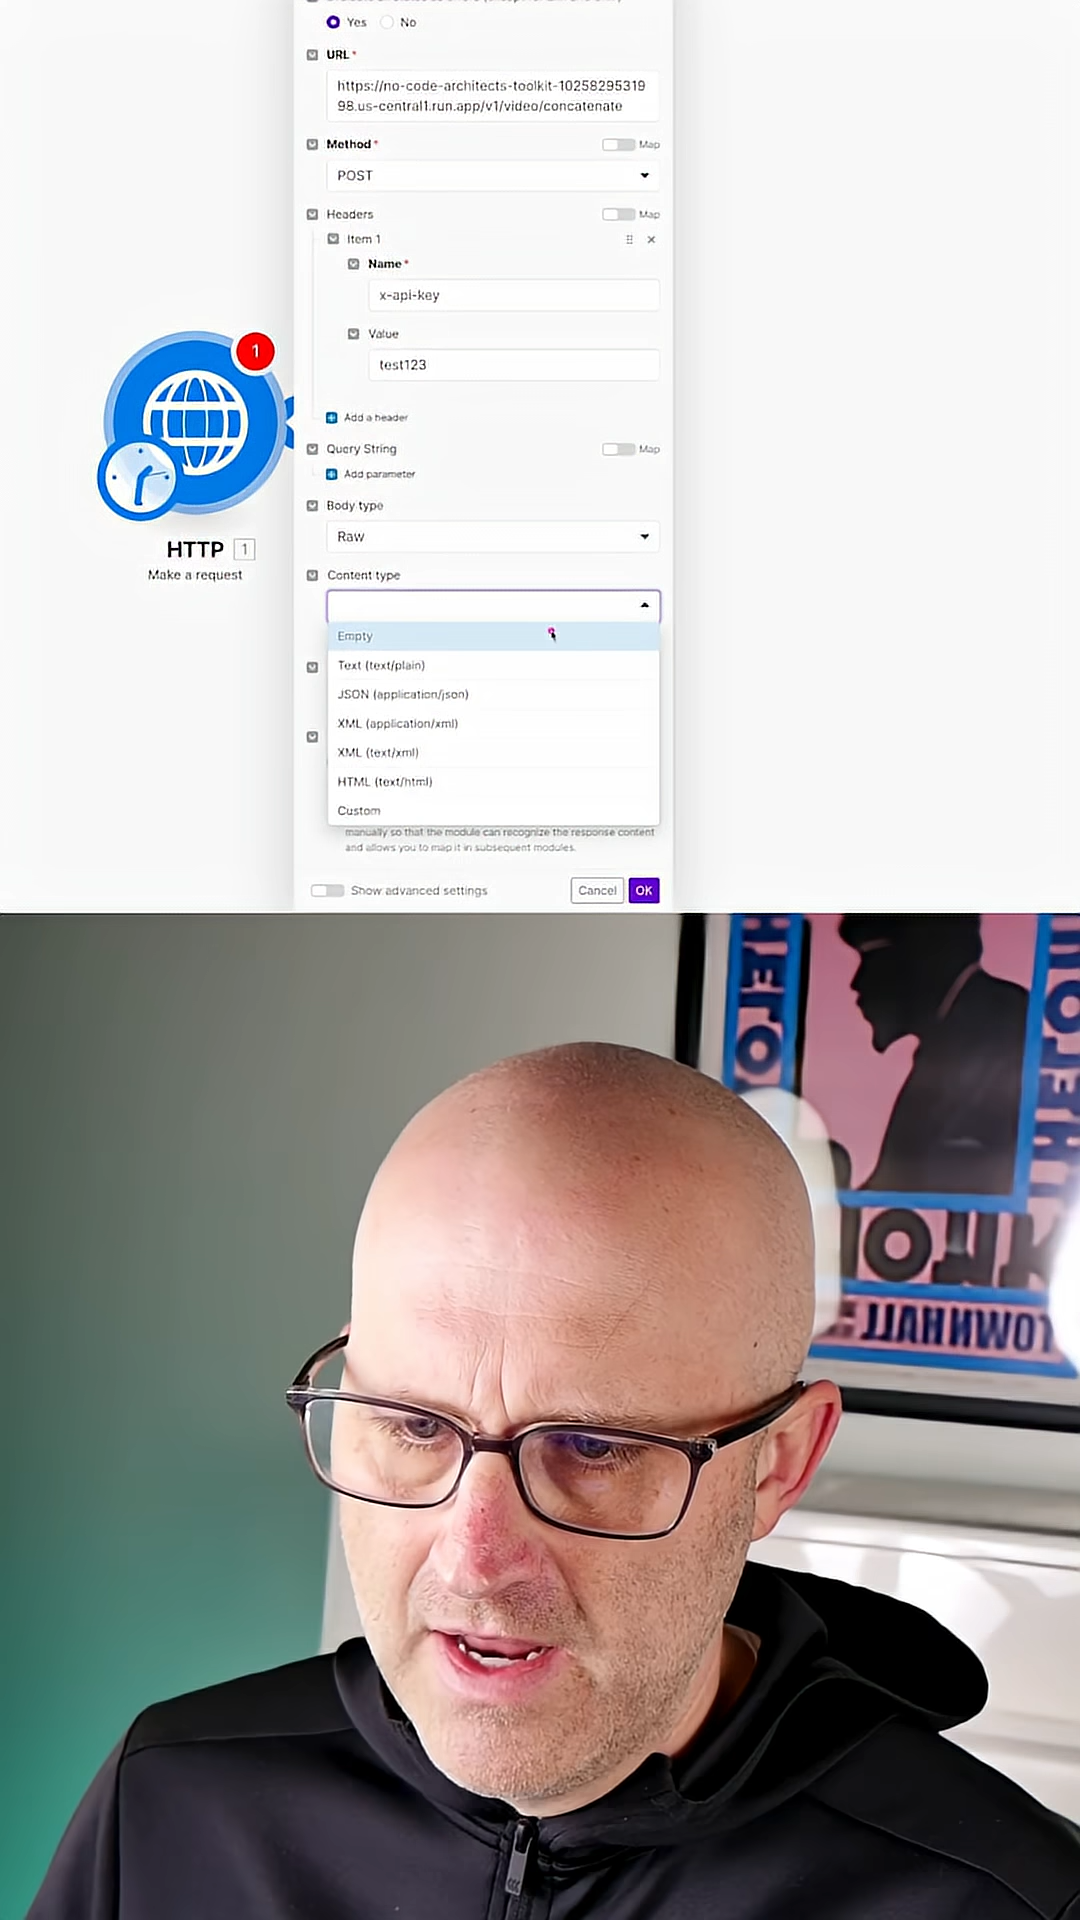 Yes
No
URL *
https://no-code-architects-toolkit-10258295319
98.us-central1.run.app/v1/video/concatenate
Method *
Map
POST
Headers
Map
Item 1
Name *
x-api-key
Value
test123
Add a header
Query String
Map
Add parameter
Body type
Raw
Content type
Empty
Text (text/plain)
JSON (application/json)
XML (application/xml)
XML (text/xml)
HTML (text/html)
Custom
manually so that the module can recognize the response content
and allows you to map it in subsequent modules.
Show advanced settings
Cancel
OK
1
HTTP 1
Make a request
TOWNHALL